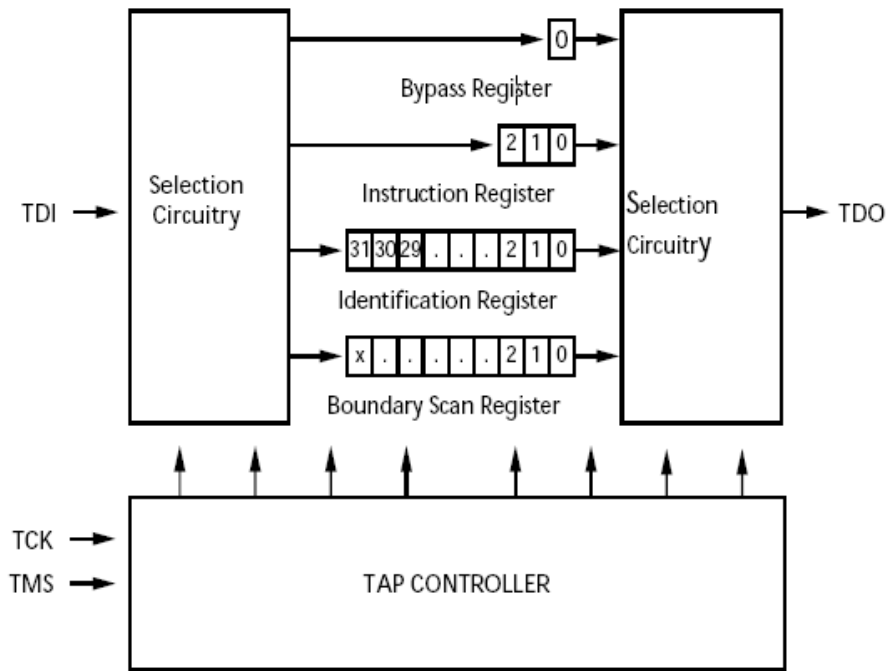 0
Bypass Register
2 1 0
Instruction Register
Selection
Circuitry
TDI
Selection
Circuitry
TDO
31 30 29 . . . 2 1 0
Identification Register
x . . . . . 2 1 0
Boundary Scan Register
TCK
TMS
TAP CONTROLLER